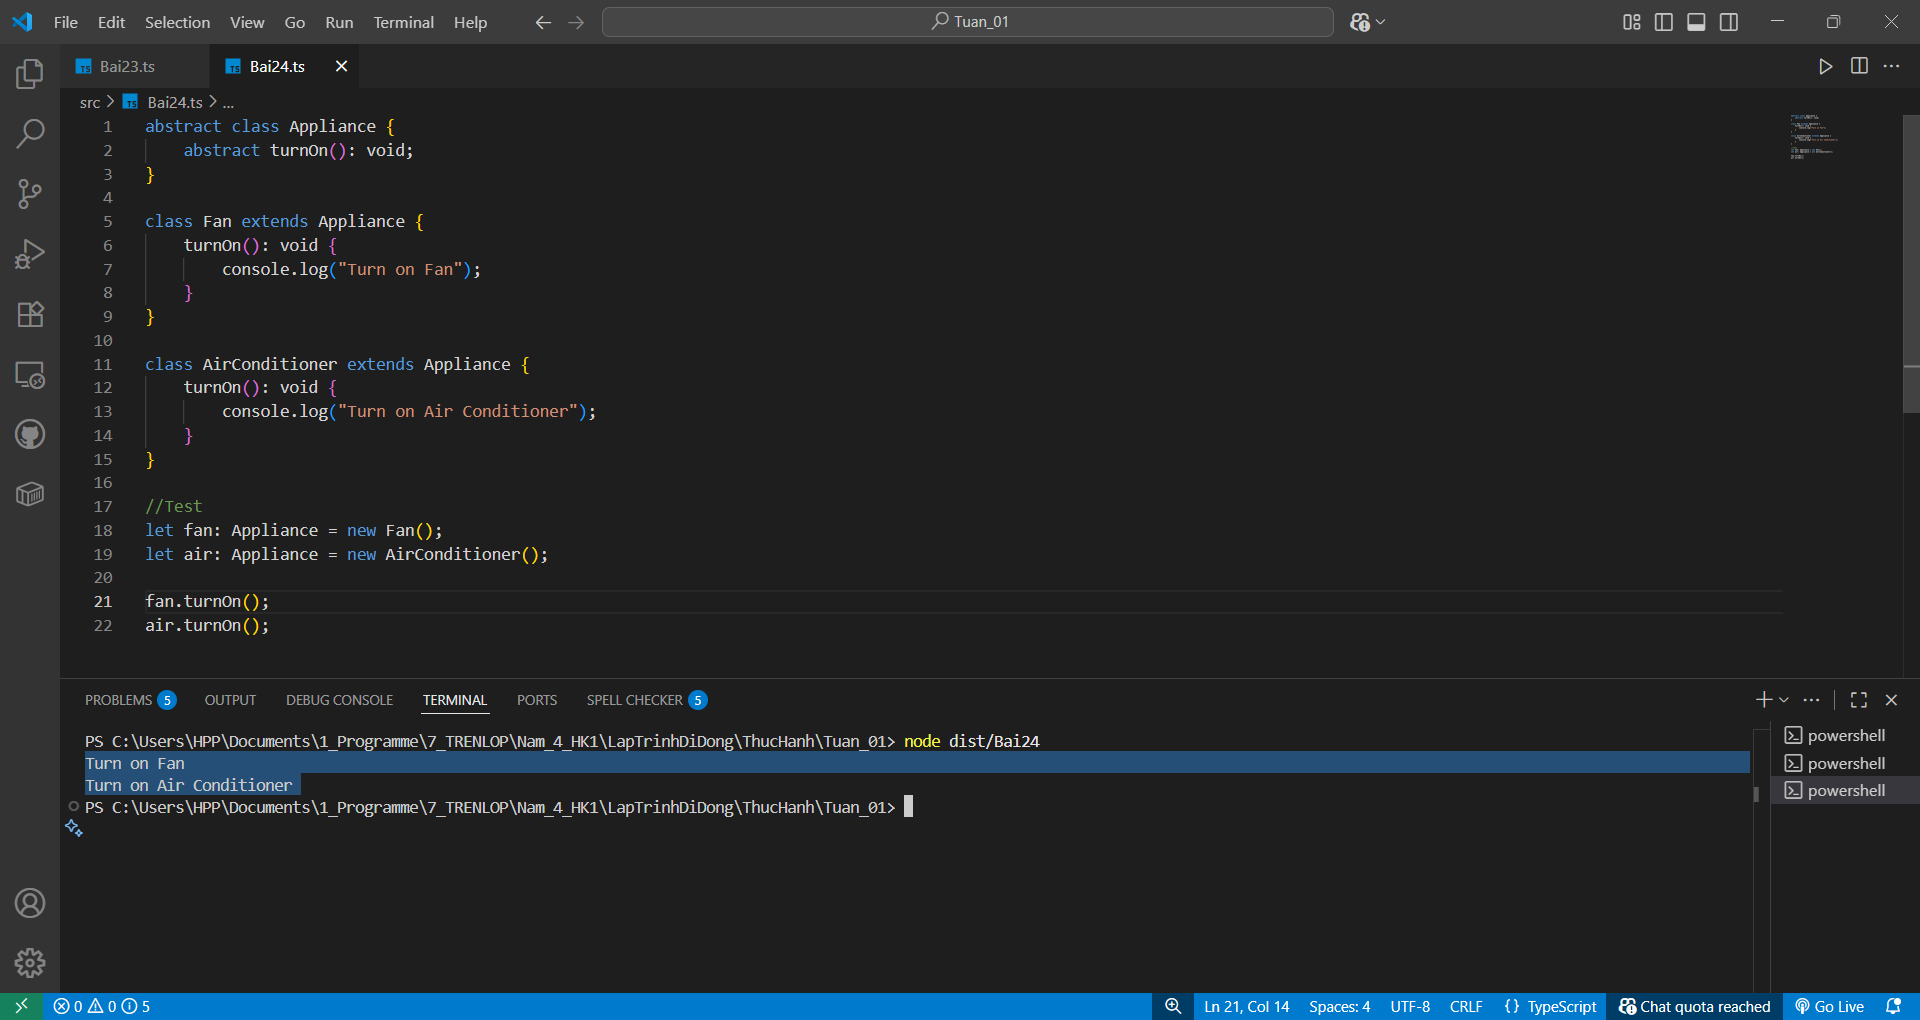 File Edit Selection View Go Run Terminal Help Tuan_01
Bai23.ts Bai24.ts
src > Bai24.ts > ...
1 abstract class Appliance {
2     abstract turnOn(): void;
3 }
4
5 class Fan extends Appliance {
6     turnOn(): void {
7         console.log("Turn on Fan");
8     }
9 }
10
11 class AirConditioner extends Appliance {
12     turnOn(): void {
13         console.log("Turn on Air Conditioner");
14     }
15 }
16
17 //Test
18 let fan: Appliance = new Fan();
19 let air: Appliance = new AirConditioner();
20
21 fan.turnOn();
22 air.turnOn();
PROBLEMS 5 OUTPUT DEBUG CONSOLE TERMINAL PORTS SPELL CHECKER 5
PS C:\Users\HPP\Documents\1_Programme\7_TRENLOP\Nam_4_HK1\LapTrinhDiDong\ThucHanh\Tuan_01> node dist/Bai24
Turn on Fan
Turn on Air Conditioner
PS C:\Users\HPP\Documents\1_Programme\7_TRENLOP\Nam_4_HK1\LapTrinhDiDong\ThucHanh\Tuan_01>
powershell
powershell
powershell
0 0 5 Ln 21, Col 14 Spaces: 4 UTF-8 CRLF {} TypeScript Chat quota reached Go Live